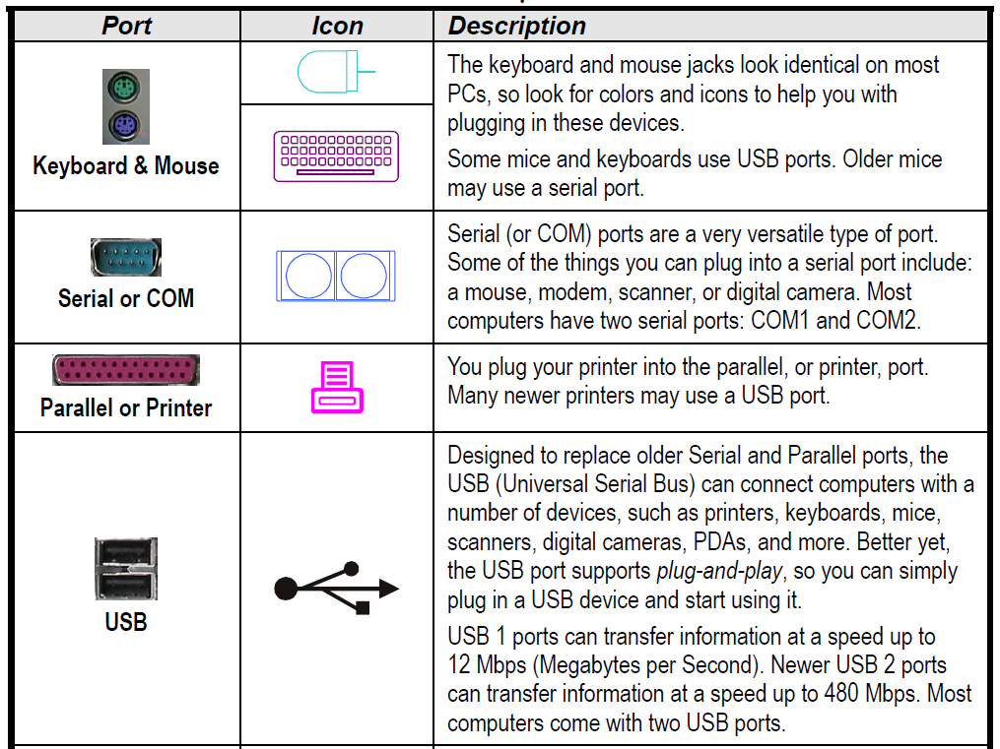 Port Icon Description
Keyboard & Mouse
The keyboard and mouse jacks look identical on most
PCs, so look for colors and icons to help you with
plugging in these devices.
Some mice and keyboards use USB ports. Older mice
may use a serial port.
Serial or COM
Serial (or COM) ports are a very versatile type of port.
Some of the things you can plug into a serial port include:
a mouse, modem, scanner, or digital camera. Most
computers have two serial ports: COM1 and COM2.
Parallel or Printer
You plug your printer into the parallel, or printer, port.
Many newer printers may use a USB port.
USB
Designed to replace older Serial and Parallel ports, the
USB (Universal Serial Bus) can connect computers with a
number of devices, such as printers, keyboards, mice,
scanners, digital cameras, PDAs, and more. Better yet,
the USB port supports plug-and-play, so you can simply
plug in a USB device and start using it.
USB 1 ports can transfer information at a speed up to
12 Mbps (Megabytes per Second). Newer USB 2 ports
can transfer information at a speed up to 480 Mbps. Most
computers come with two USB ports.